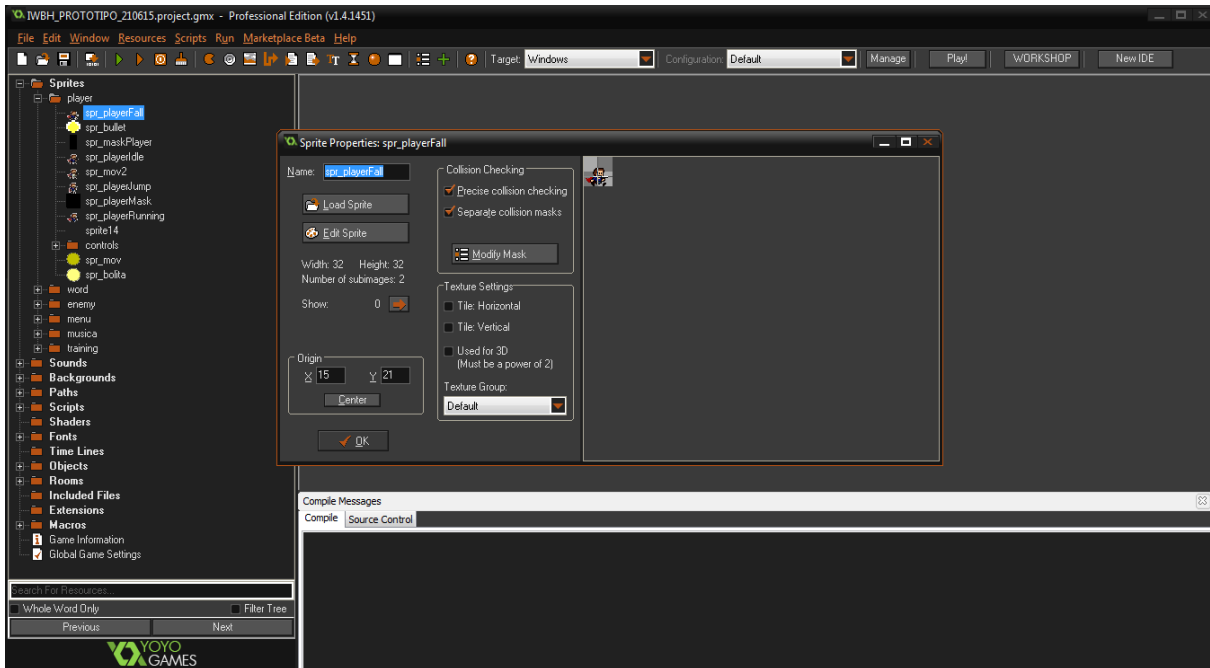 IWBH_PROTOTIPO_210615.project.gmx - Professional Edition (v1.4.1451)
File Edit Window Resources Scripts Run Marketplace Beta Help
Target: Windows Configuration: Default Manage Play! WORKSHOP New IDE
Sprites
player
spr_playerFall
spr_bullet
spr_maskPlayer
spr_playerIdle
spr_mov2
spr_playerJump
spr_playerMask
spr_playerRunning
sprite14
controls
spr_mov
spr_bolita
word
enemy
menu
musica
training
Sounds
Backgrounds
Paths
Scripts
Shaders
Fonts
Time Lines
Objects
Rooms
Included Files
Extensions
Macros
Game Information
Global Game Settings
Search For Resources...
Whole Word Only Filter Tree
Previous Next
YOYO
GAMES
Sprite Properties: spr_playerFall
Name: spr_playerFall
Load Sprite
Edit Sprite
Width: 32 Height: 32
Number of subimages: 2
Show: 0
Origin
X 15 Y 21
Center
OK
Collision Checking
Precise collision checking
Separate collision masks
Modify Mask
Texture Settings
Tile: Horizontal
Tile: Vertical
Used for 3D
(Must be a power of 2)
Texture Group:
Default
Compile Messages
Compile Source Control